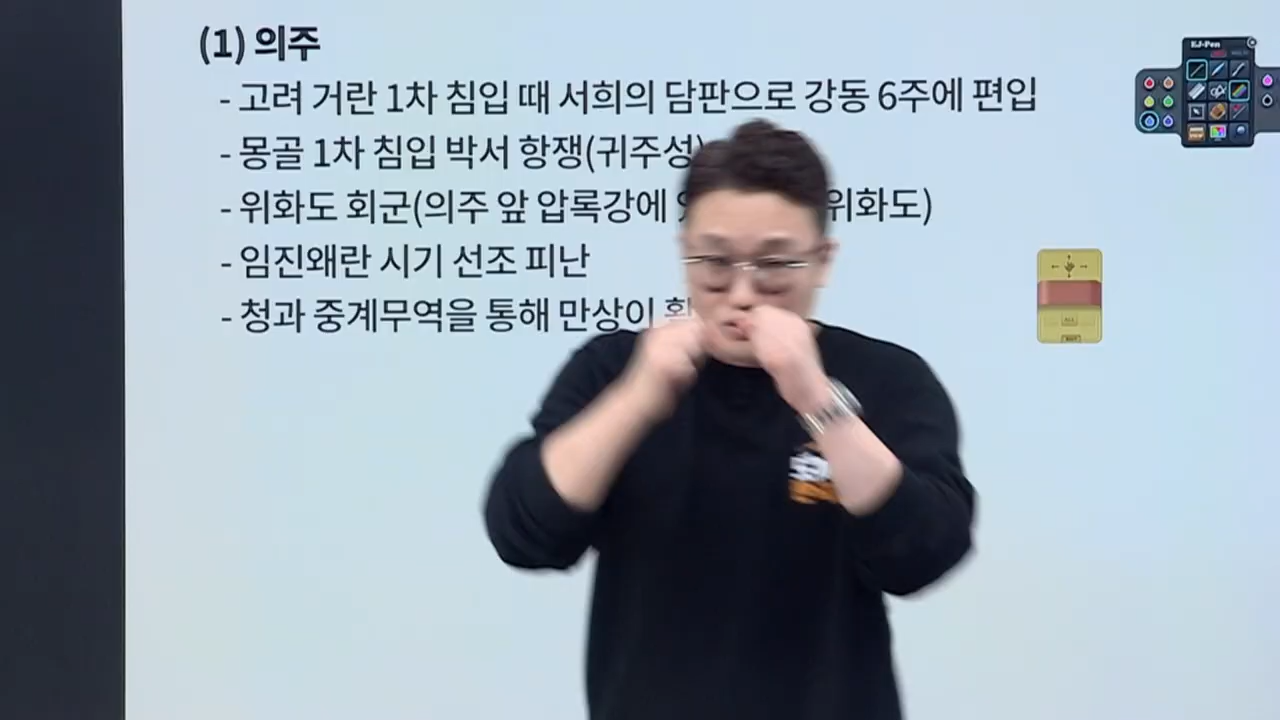 (1) 의주
- 고려 거란 1차 침입 때 서희의 담판으로 강동 6주에 편입
- 몽골 1차 침입 박서 항쟁(귀주성)
- 위화도 회군(의주 앞 압록강에 위화도)
- 임진왜란 시기 선조 피난
- 청과 중계무역을 통해 만상이
EJ-Pen